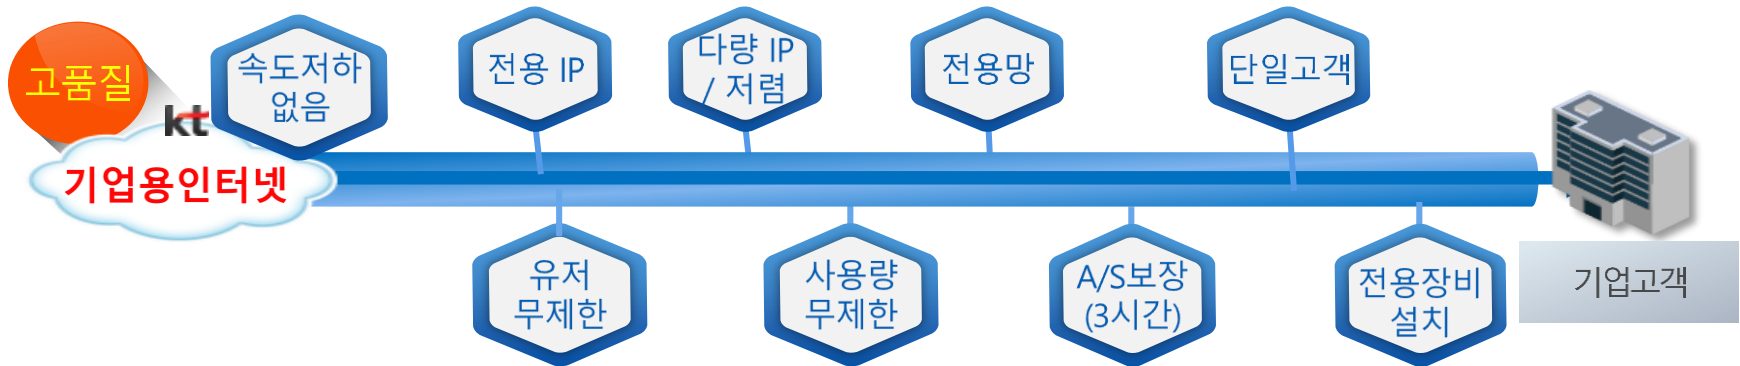 고품질
kt
기업용인터넷
속도저하
없음
전용 IP
다량 IP
/ 저렴
전용망
단일고객
유저
무제한
사용량
무제한
A/S보장
(3시간)
전용장비
설치
기업고객